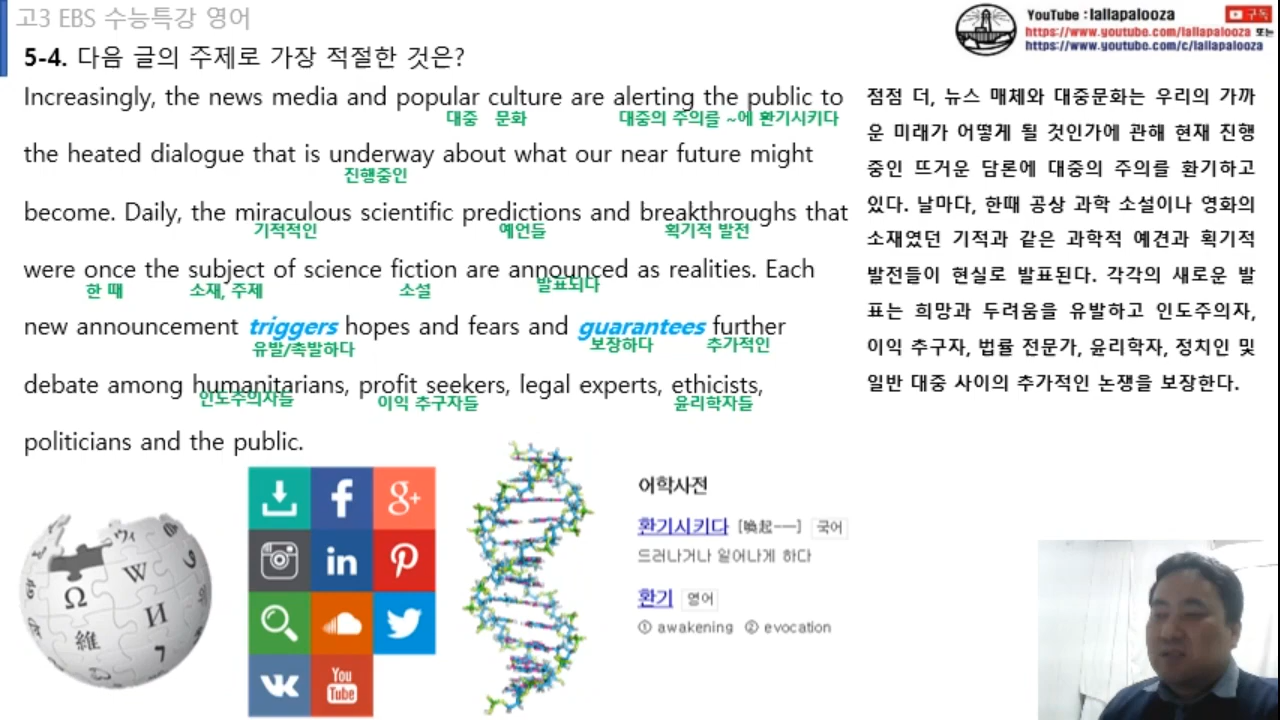 고3 EBS 수능특강 영어
YouTube : lallapalooza
구독
https://www.youtube.com/lallapalooza 또는
https://www.youtube.com/c/lallapalooza
5-4. 다음 글의 주제로 가장 적절한 것은?
Increasingly, the news media and popular culture are alerting the public to
대중 문화 대중의 주의를 ~에 환기시키다
the heated dialogue that is underway about what our near future might
진행중인
become. Daily, the miraculous scientific predictions and breakthroughs that
기적적인 예언들 획기적 발전
were once the subject of science fiction are announced as realities. Each
한 때 소재, 주제 소설 발표되다
new announcement triggers hopes and fears and guarantees further
유발/촉발하다 보장하다 추가적인
debate among humanitarians, profit seekers, legal experts, ethicists,
인도주의자들 이익 추구자들 윤리학자들
politicians and the public.
점점 더, 뉴스 매체와 대중문화는 우리의 가까
운 미래가 어떻게 될 것인가에 관해 현재 진행
중인 뜨거운 담론에 대중의 주의를 환기하고
있다. 날마다, 한때 공상 과학 소설이나 영화의
소재였던 기적과 같은 과학적 예견과 획기적
발전들이 현실로 발표된다. 각각의 새로운 발
표는 희망과 두려움을 유발하고 인도주의자,
이익 추구자, 법률 전문가, 윤리학자, 정치인 및
일반 대중 사이의 추가적인 논쟁을 보장한다.
Ω W И 維 7
f g+
in
VK You
Tube
어학사전
환기시키다 [喚起--] 국어
드러나거나 일어나게 하다
환기 영어
① awakening ② evocation